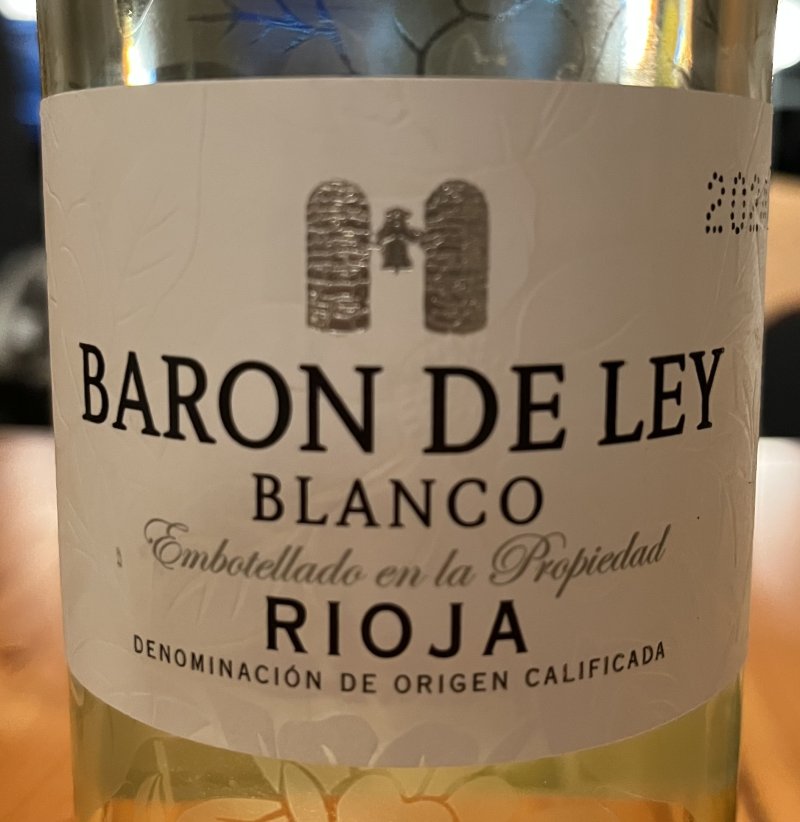 BARON DE LEY
BLANCO
Embotellado en la Propiedad
RIOJA
DENOMINACIÓN DE ORIGEN CALIFICADA